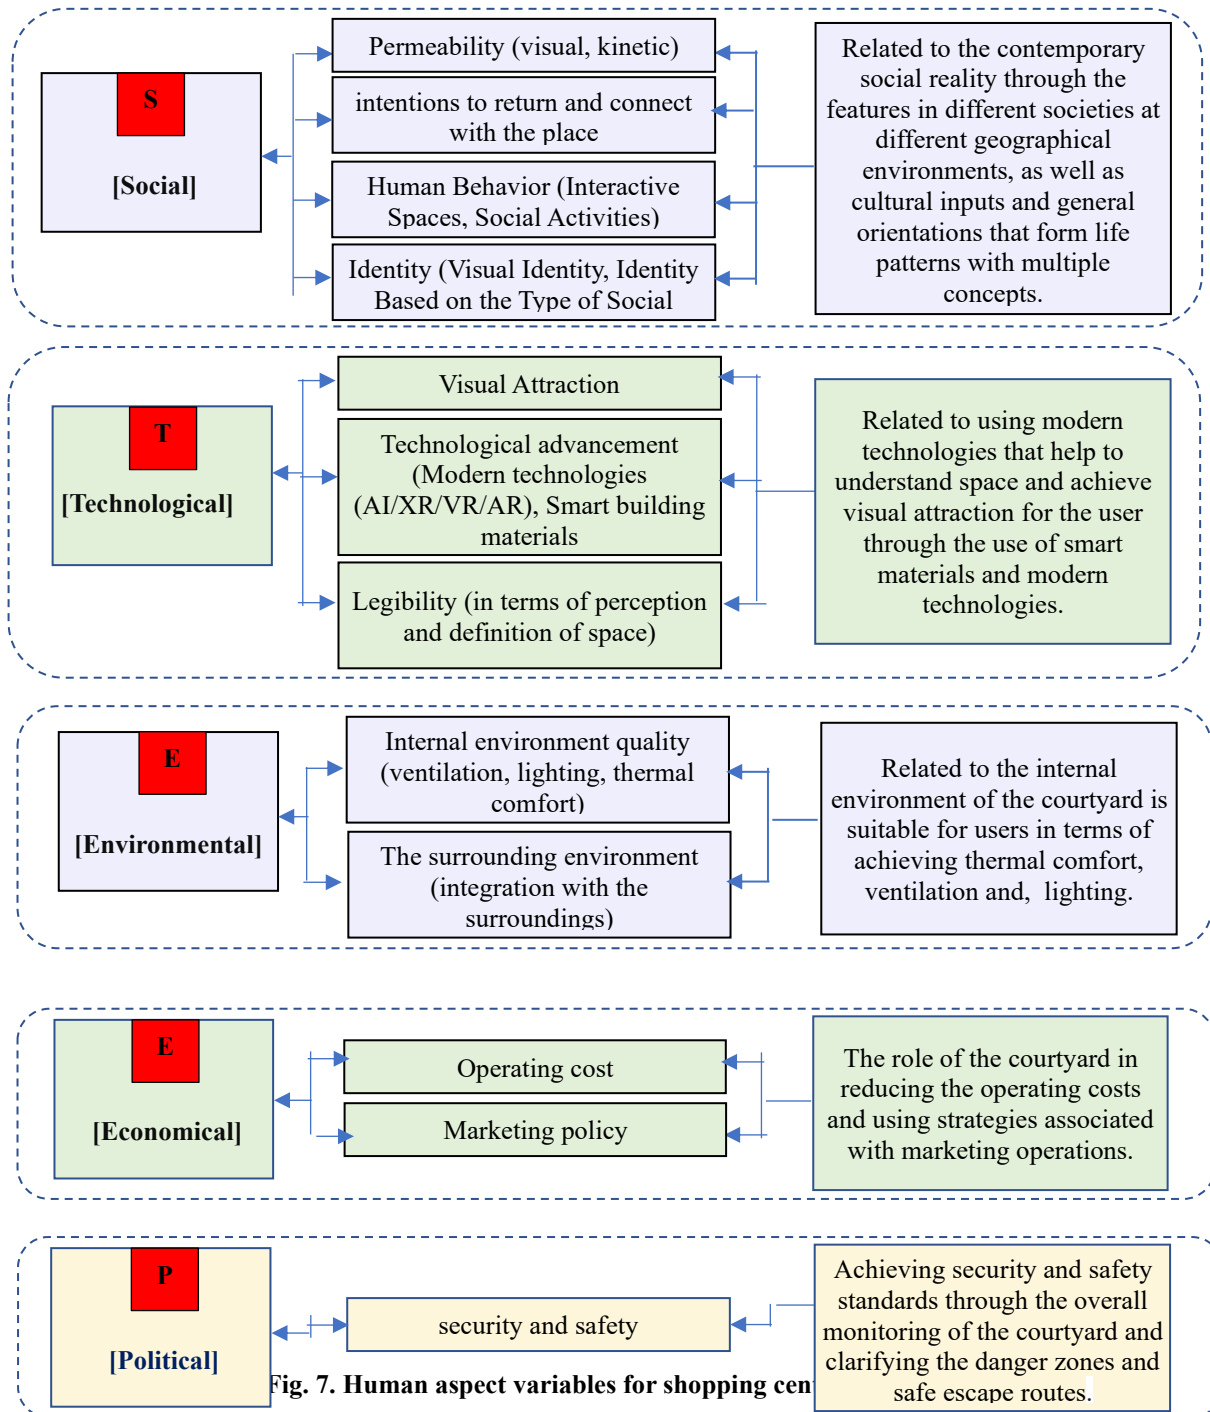 S
[Social]
Permeability (visual, kinetic)
intentions to return and connect
with the place
Human Behavior (Interactive
Spaces, Social Activities)
Identity (Visual Identity, Identity
Based on the Type of Social
Related to the contemporary
social reality through the
features in different societies at
different geographical
environments, as well as
cultural inputs and general
orientations that form life
patterns with multiple
concepts.
T
[Technological]
Visual Attraction
Technological advancement
(Modern technologies
(AI/XR/VR/AR), Smart building
materials
Legibility (in terms of perception
and definition of space)
Related to using modern
technologies that help to
understand space and achieve
visual attraction for the user
through the use of smart
materials and modern
technologies.
E
[Environmental]
Internal environment quality
(ventilation, lighting, thermal
comfort)
The surrounding environment
(integration with the
surroundings)
Related to the internal
environment of the courtyard is
suitable for users in terms of
achieving thermal comfort,
ventilation and, lighting.
E
[Economical]
Operating cost
Marketing policy
The role of the courtyard in
reducing the operating costs
and using strategies associated
with marketing operations.
P
[Political]
security and safety
Achieving security and safety
standards through the overall
monitoring of the courtyard and
clarifying the danger zones and
safe escape routes.
Fig. 7. Human aspect variables for shopping